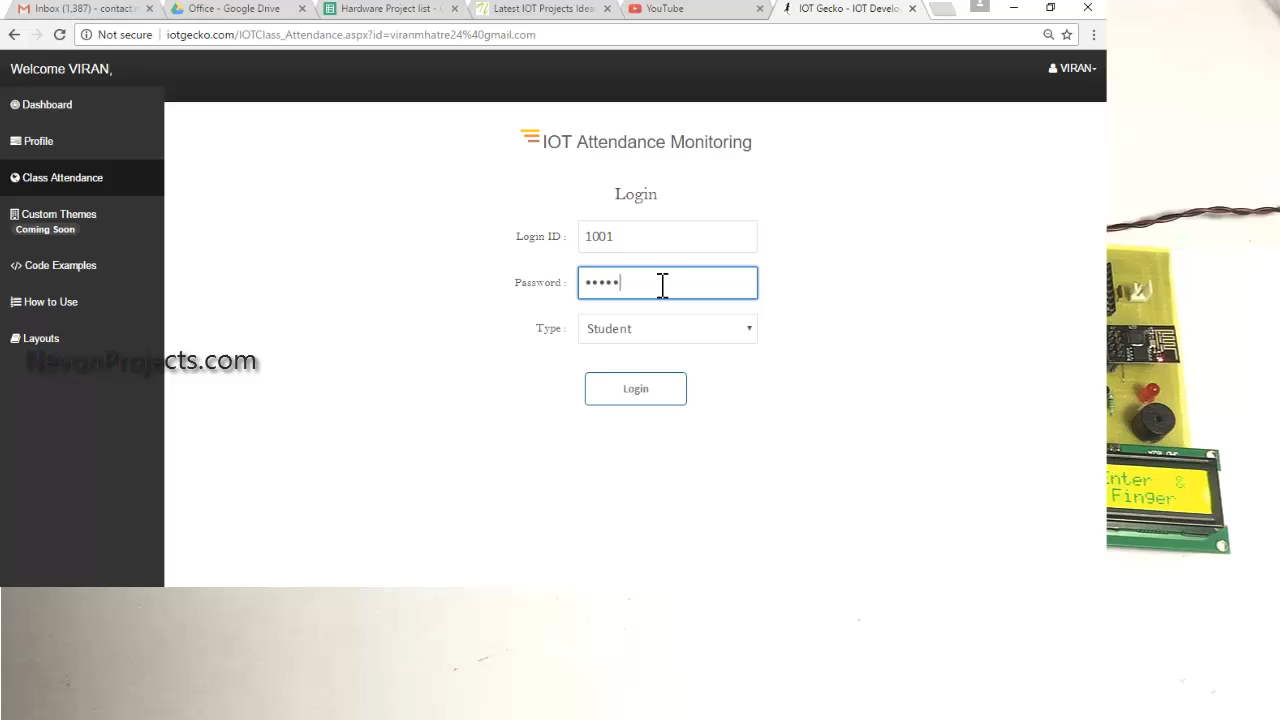 Inbox (1,387) - contact.n
Office - Google Drive
Hardware Project list - G
Latest IOT Projects Idea
YouTube
IOT Gecko - IOT Develo
Not secure
iotgecko.com/IOTClass_Attendance.aspx?id=viranmhatre24%40gmail.com
Welcome VIRAN,
VIRAN
Dashboard
Profile
Class Attendance
Custom Themes
Coming Soon
Code Examples
How to Use
Layouts
NevonProjects.com
IOT Attendance Monitoring
Login
Login ID :
1001
Password :
•••••
Type :
Student
Login
Enter &
Finger